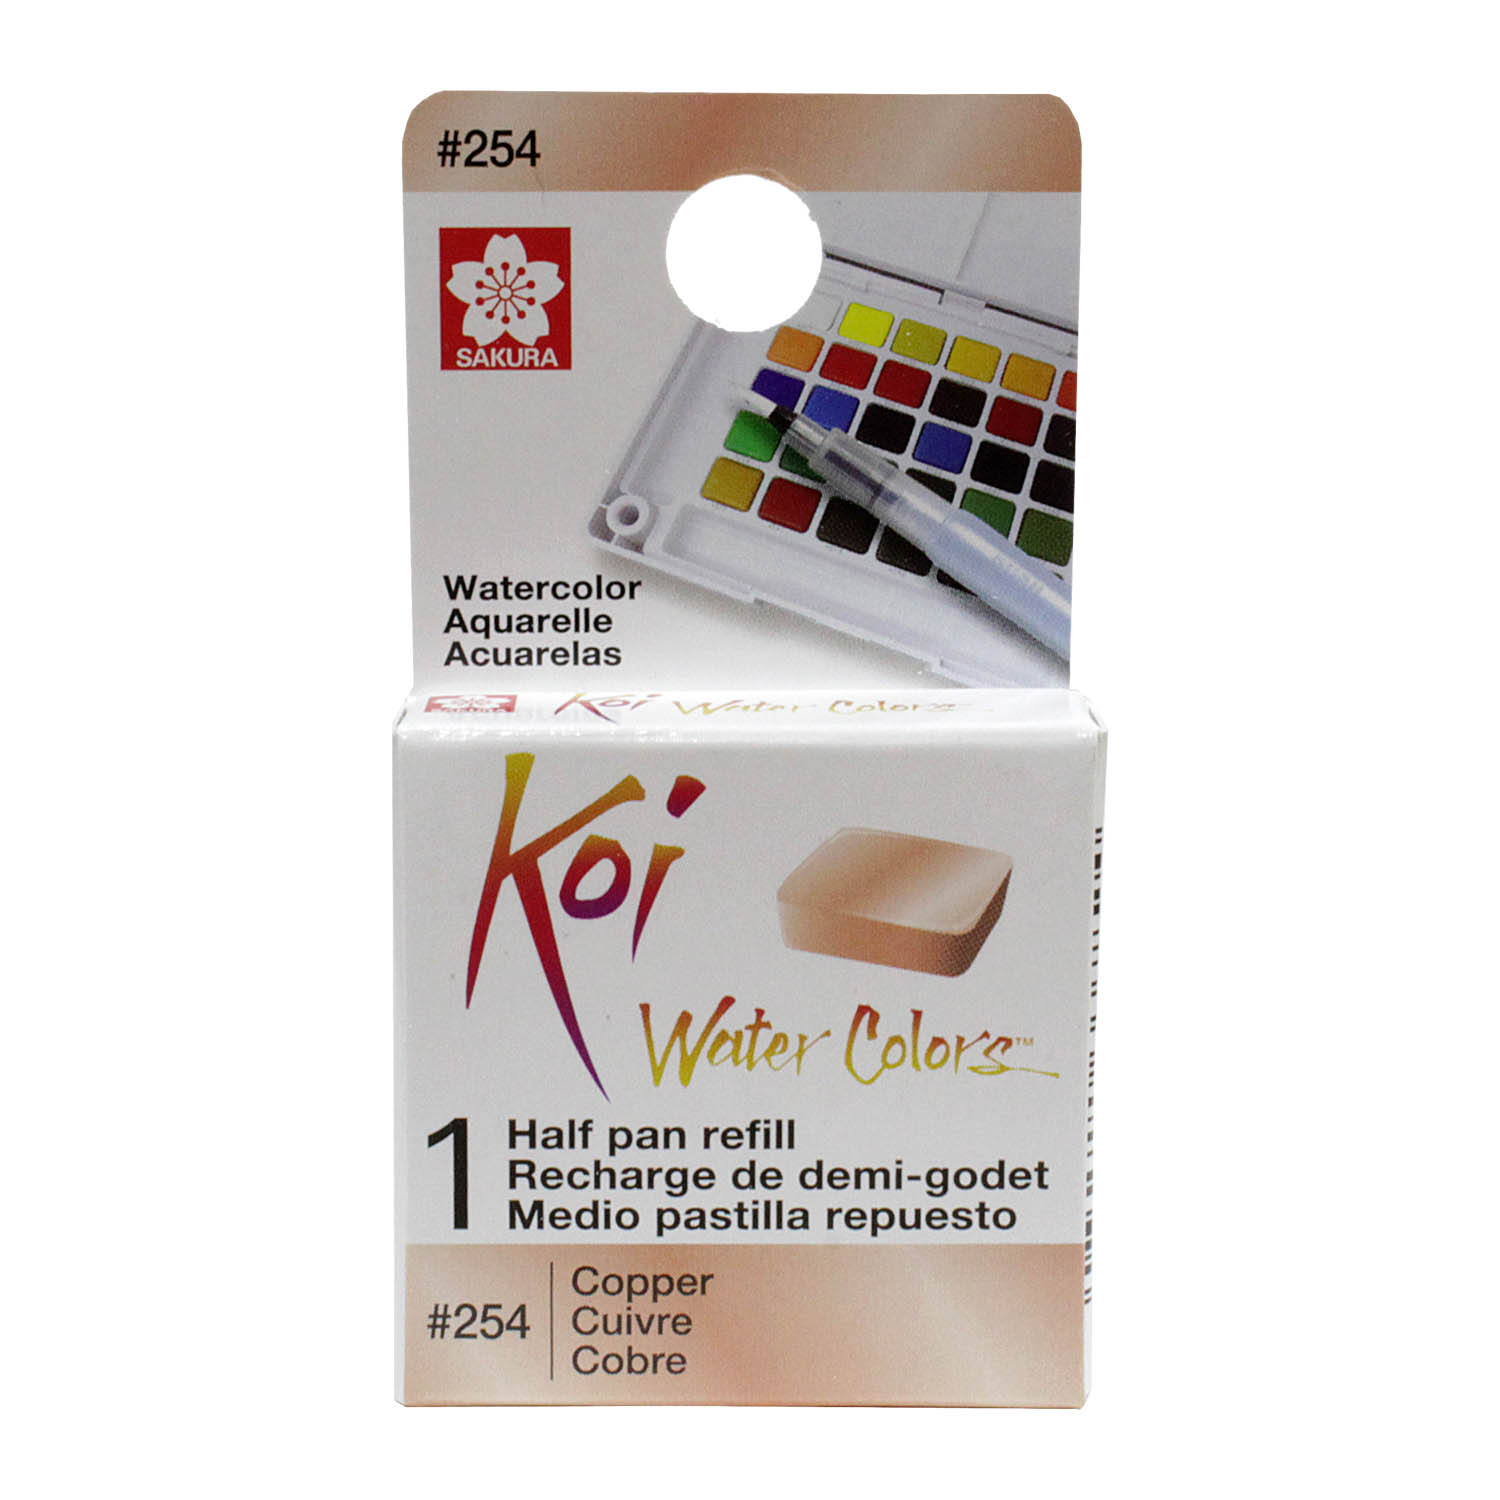 #254
SAKURA
Watercolor
Aquarelle
Acuarelas
SAKURA Koi Water Colors
Koi
Water Colors™
1 Half pan refill
Recharge de demi-godet
Medio pastilla repuesto
#254
Copper
Cuivre
Cobre